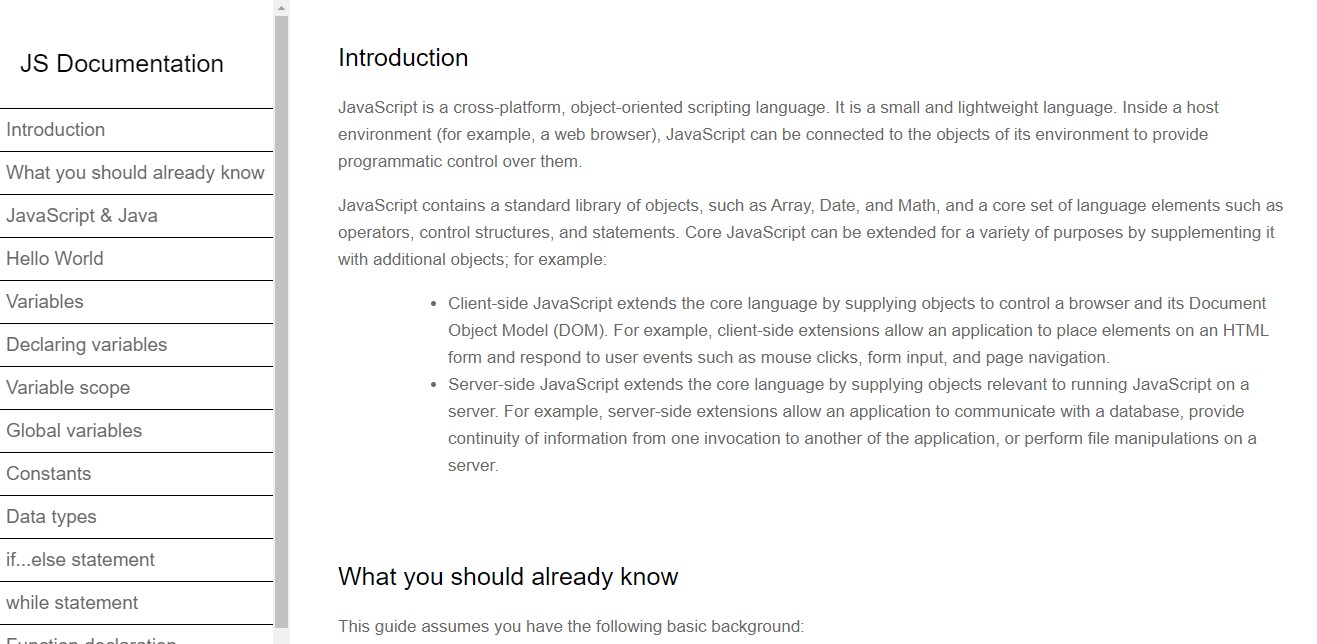 JS Documentation
Introduction
What you should already know
JavaScript & Java
Hello World
Variables
Declaring variables
Variable scope
Global variables
Constants
Data types
if...else statement
while statement
Function declaration
Introduction
JavaScript is a cross-platform, object-oriented scripting language. It is a small and lightweight language. Inside a host
environment (for example, a web browser), JavaScript can be connected to the objects of its environment to provide
programmatic control over them.
JavaScript contains a standard library of objects, such as Array, Date, and Math, and a core set of language elements such as
operators, control structures, and statements. Core JavaScript can be extended for a variety of purposes by supplementing it
with additional objects; for example:
• Client-side JavaScript extends the core language by supplying objects to control a browser and its Document
Object Model (DOM). For example, client-side extensions allow an application to place elements on an HTML
form and respond to user events such as mouse clicks, form input, and page navigation.
• Server-side JavaScript extends the core language by supplying objects relevant to running JavaScript on a
server. For example, server-side extensions allow an application to communicate with a database, provide
continuity of information from one invocation to another of the application, or perform file manipulations on a
server.
What you should already know
This guide assumes you have the following basic background: